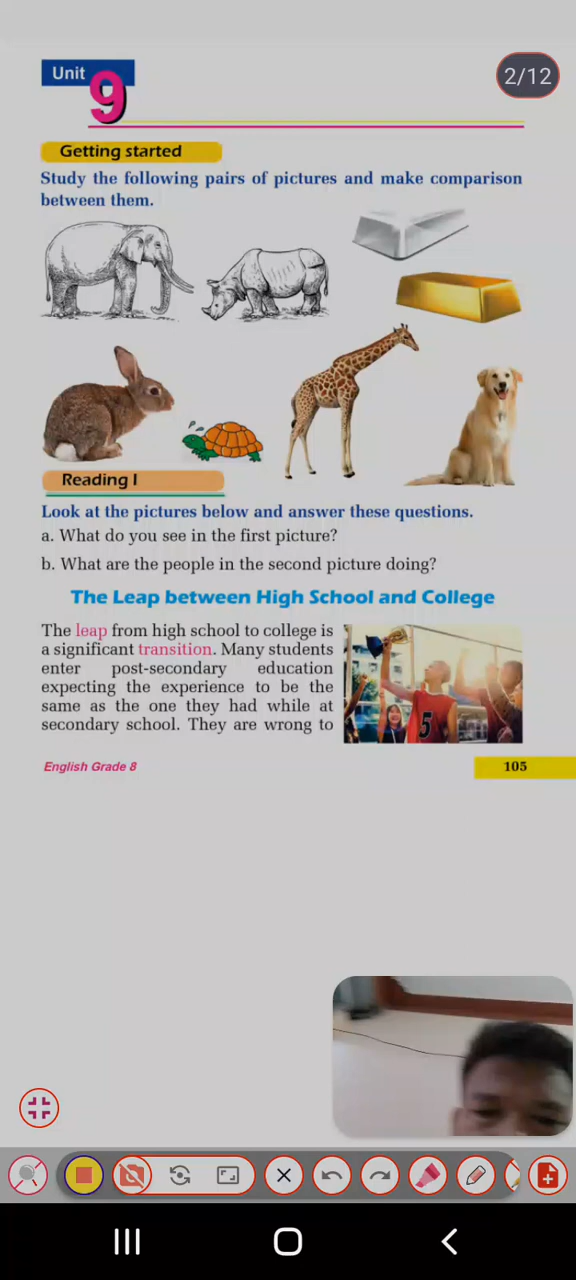 Unit
9
2/12
Getting started
Study the following pairs of pictures and make comparison
between them.
Reading I
Look at the pictures below and answer these questions.
a. What do you see in the first picture?
b. What are the people in the second picture doing?
The Leap between High School and College
The leap from high school to college is
a significant transition. Many students
enter post-secondary education
expecting the experience to be the
same as the one they had while at
secondary school. They are wrong to
5
English Grade 8
105